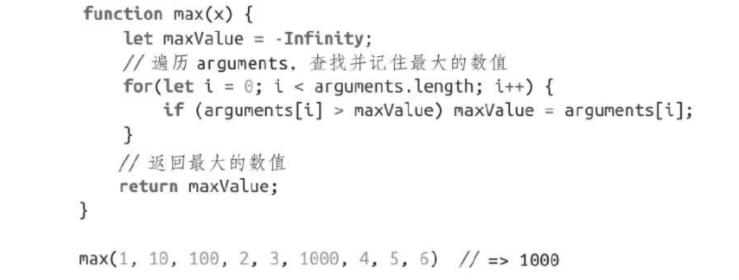 function max(x) {
    let maxValue = -Infinity;
    // 遍历 arguments，查找并记住最大的数值
    for(let i = 0; i < arguments.length; i++) {
        if (arguments[i] > maxValue) maxValue = arguments[i];
    }
    // 返回最大的数值
    return maxValue;
}
max(1, 10, 100, 2, 3, 1000, 4, 5, 6)  // => 1000